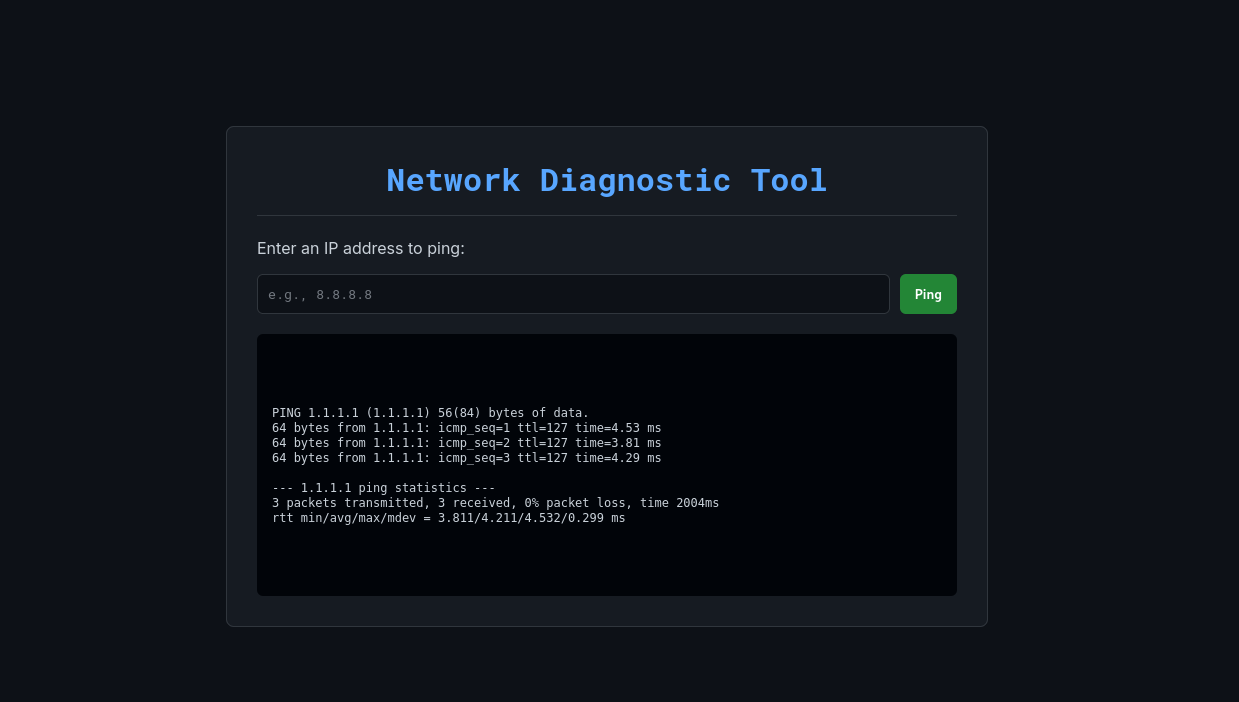 Network Diagnostic Tool
Enter an IP address to ping:
e.g., 8.8.8.8
Ping
PING 1.1.1.1 (1.1.1.1) 56(84) bytes of data.
64 bytes from 1.1.1.1: icmp_seq=1 ttl=127 time=4.53 ms
64 bytes from 1.1.1.1: icmp_seq=2 ttl=127 time=3.81 ms
64 bytes from 1.1.1.1: icmp_seq=3 ttl=127 time=4.29 ms
--- 1.1.1.1 ping statistics ---
3 packets transmitted, 3 received, 0% packet loss, time 2004ms
rtt min/avg/max/mdev = 3.811/4.211/4.532/0.299 ms